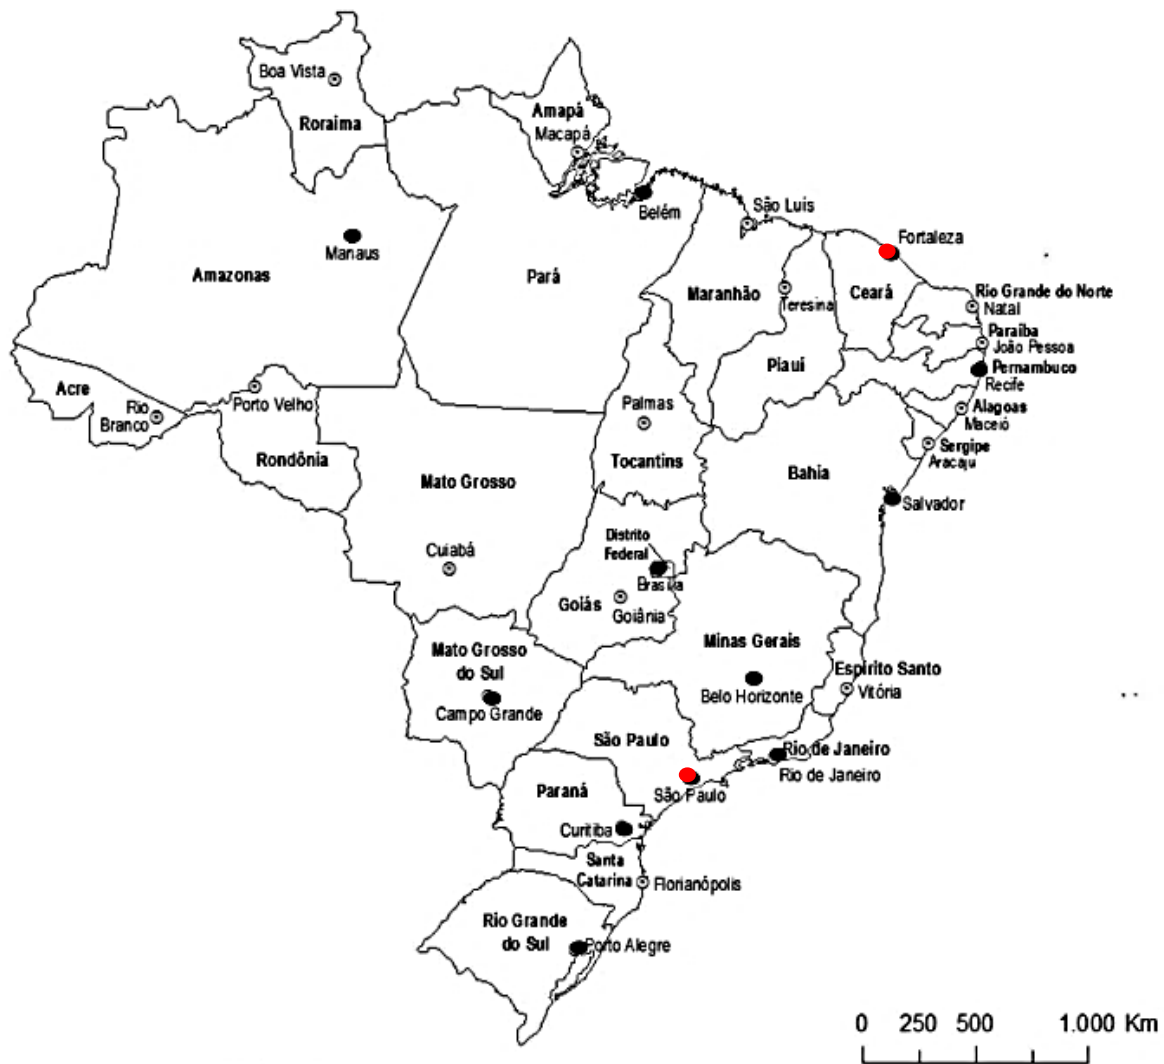 Boa Vista
Roraima
Amapá
Macapá
Belém
São Luís
Fortaleza
Manaus
Amazonas
Pará
Maranhão
Teresina
Ceará
Rio Grande do Norte
Natal
Paraíba
João Pessoa
Piauí
Pernambuco
Recife
Acre
Rio
Branco
Porto Velho
Palmas
Alagoas
Maceió
Rondônia
Mato Grosso
Tocantins
Bahia
Sergipe
Aracaju
Salvador
Cuiabá
Distrito
Federal
Brasília
Goiás
Goiânia
Minas Gerais
Mato Grosso
do Sul
Campo Grande
Belo Horizonte
Espírito Santo
Vitória
São Paulo
São Paulo
Rio de Janeiro
Rio de Janeiro
Paraná
Curitiba
Santa
Catarina
Florianópolis
Rio Grande
do Sul
Porto Alegre
0 250 500 1.000 Km